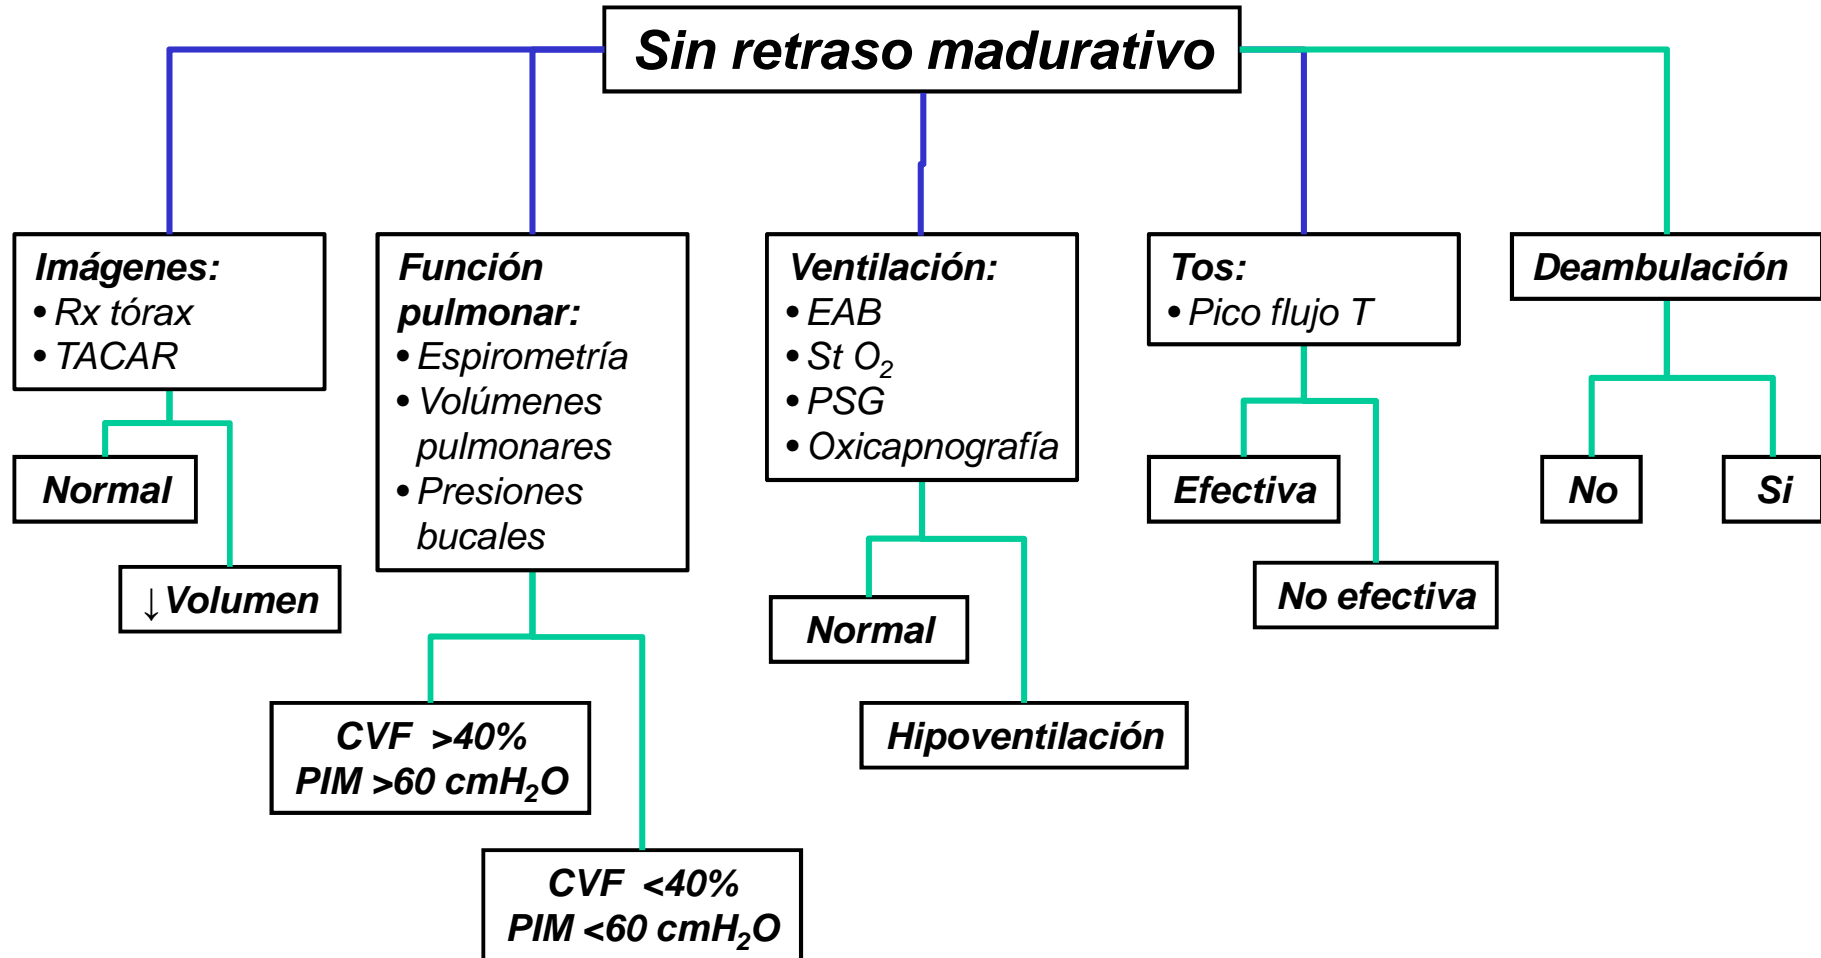 Sin retraso madurativo
Imágenes:
• Rx tórax
• TACAR
Normal
↓Volumen
Función
pulmonar:
• Espirometría
• Volúmenes
pulmonares
• Presiones
bucales
CVF >40%
PIM >60 cmH₂O
CVF <40%
PIM <60 cmH₂O
Ventilación:
• EAB
• St O₂
• PSG
• Oxicapnografía
Normal
Hipoventilación
Tos:
• Pico flujo T
Efectiva
No efectiva
Deambulación
No
Si